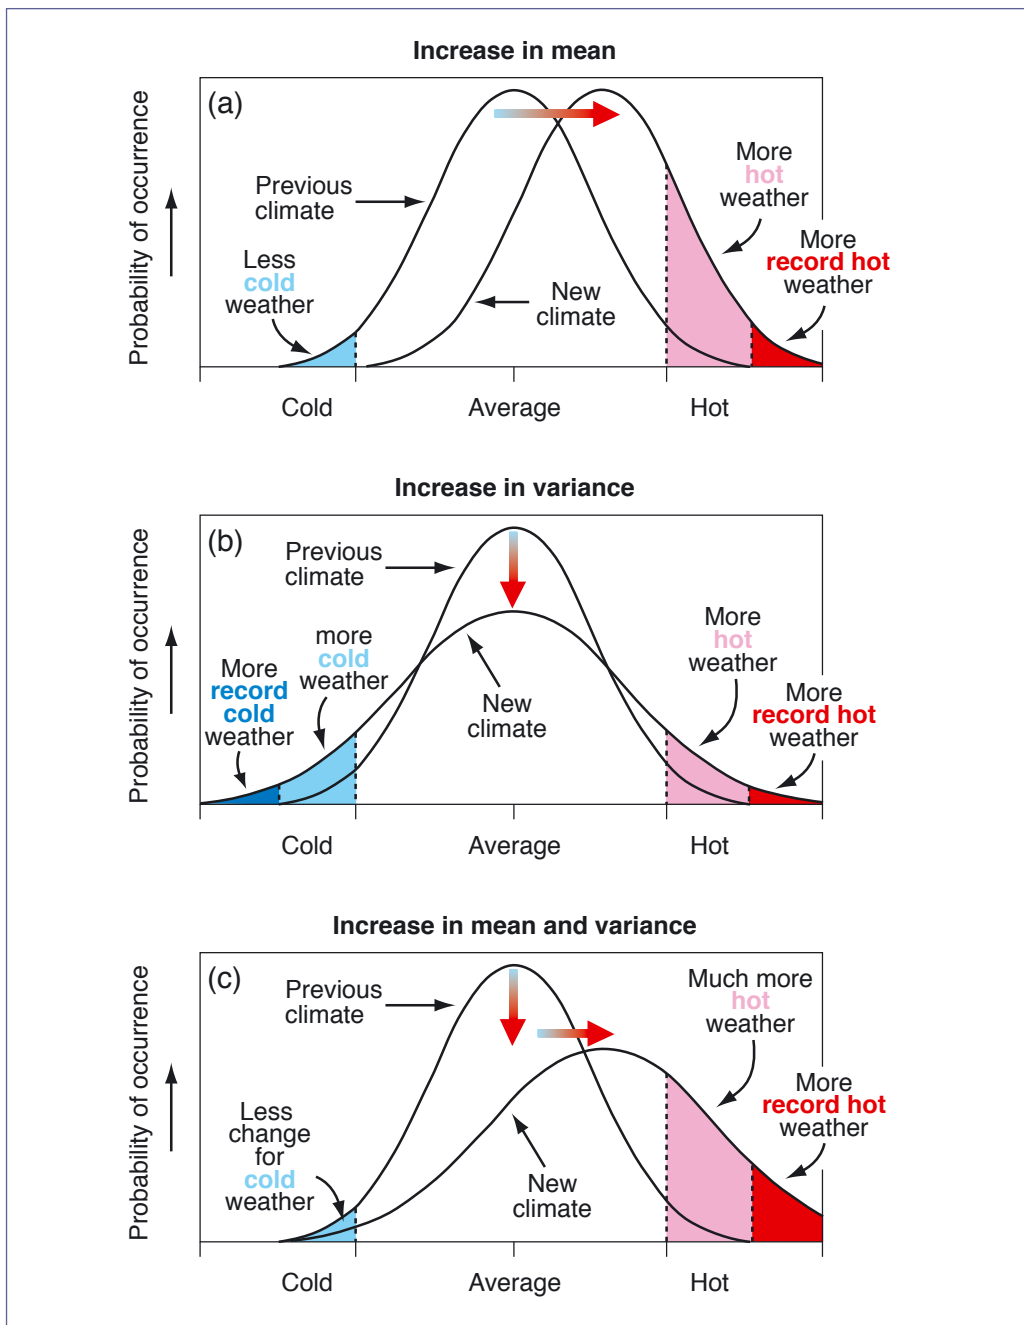 Increase in mean
(a)
Probability of occurrence
Previous
climate
Less
cold
weather
New
climate
More
hot
weather
More
record hot
weather
Cold
Average
Hot
Increase in variance
(b)
Probability of occurrence
Previous
climate
more
cold
weather
More
record
cold
weather
New
climate
More
hot
weather
More
record hot
weather
Cold
Average
Hot
Increase in mean and variance
(c)
Probability of occurrence
Previous
climate
Less
change
for
cold
weather
New
climate
Much more
hot
weather
More
record hot
weather
Cold
Average
Hot